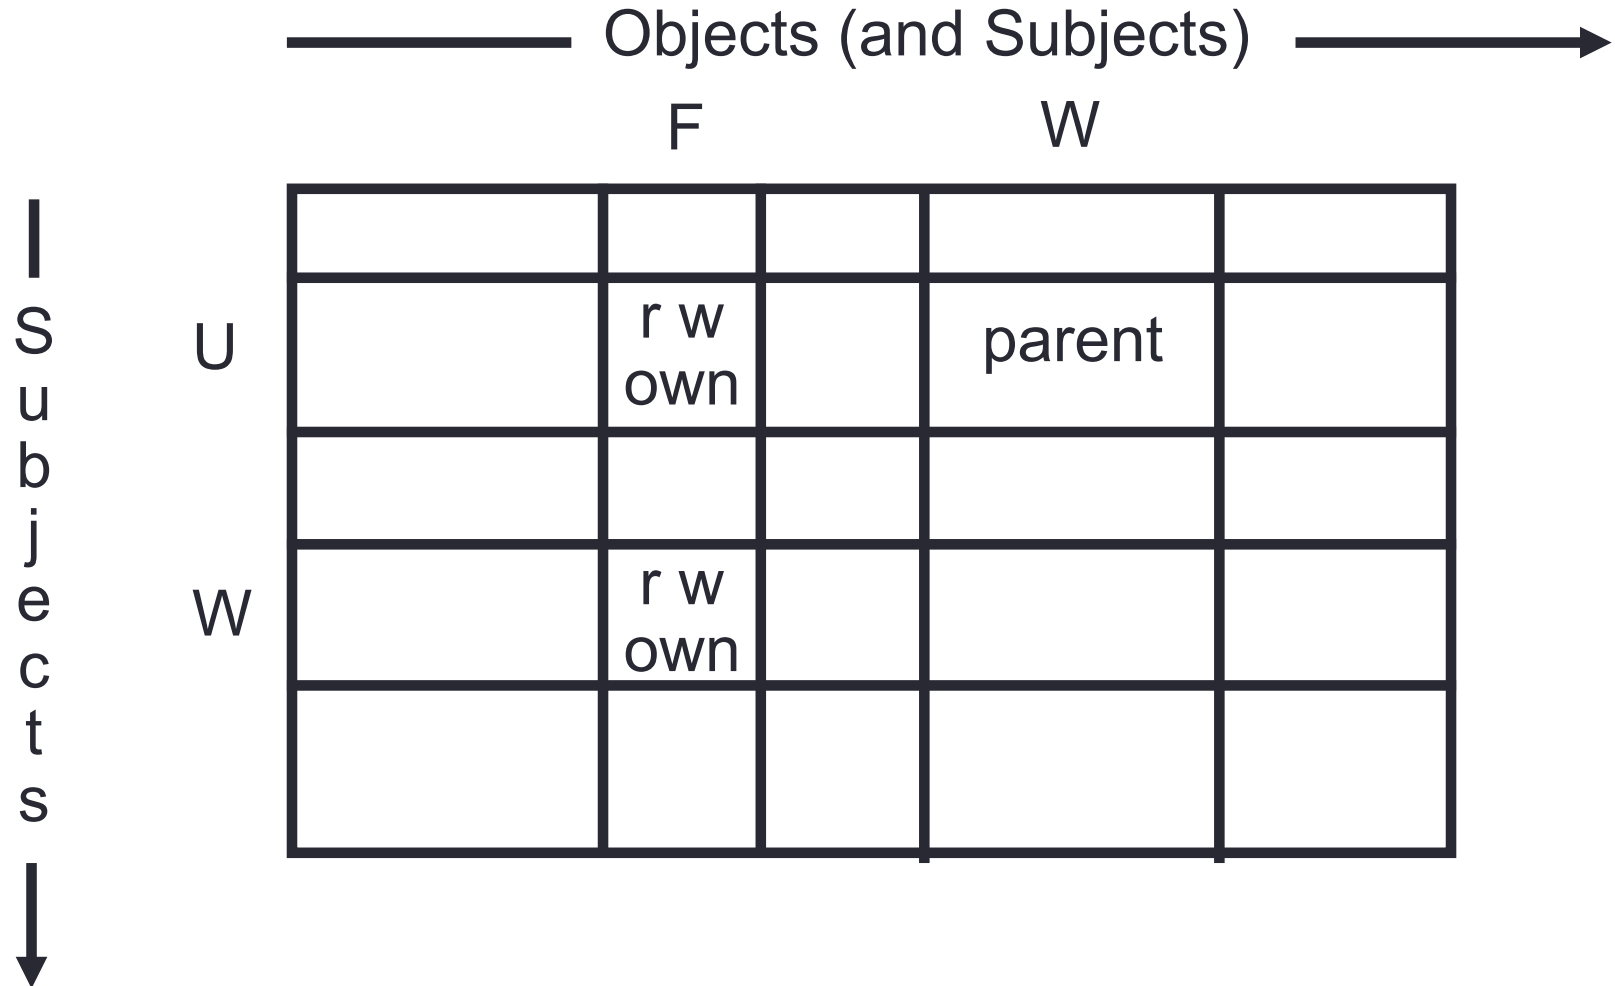 Objects (and Subjects)
F W
Subjects
U
r w
own
parent
W
r w
own